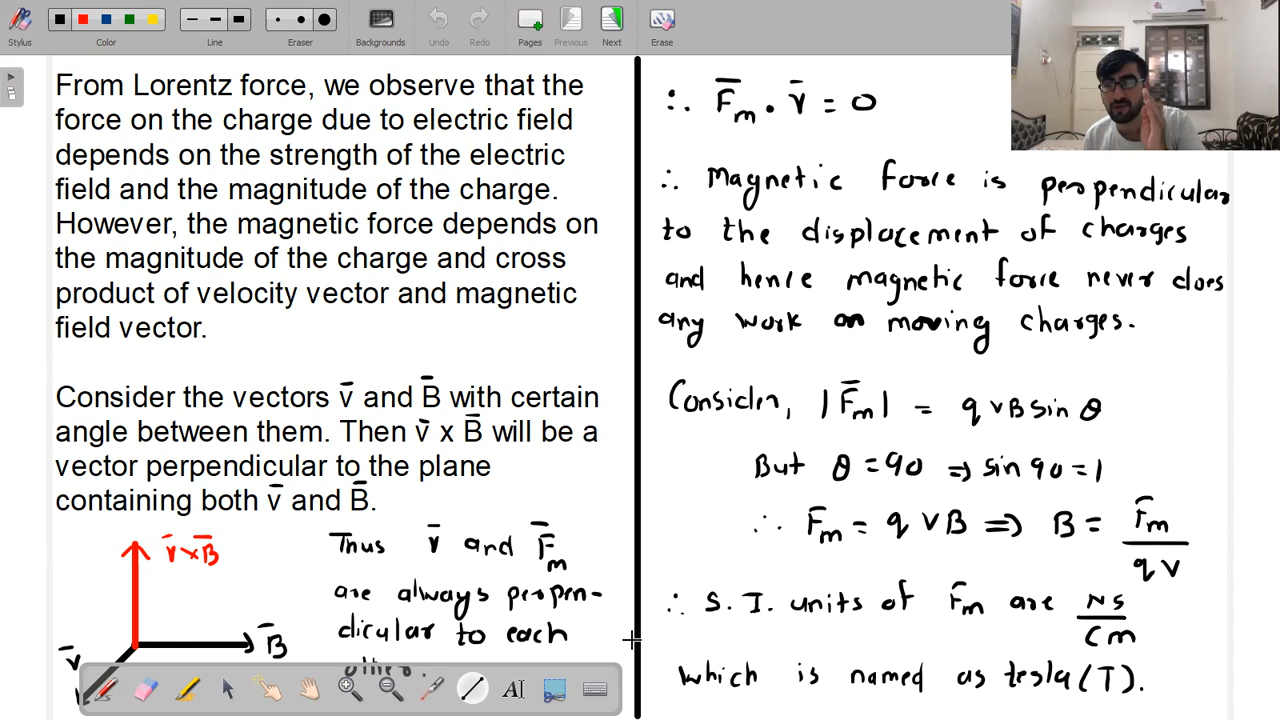 Stylus
Color
Line
Eraser
Backgrounds
Undo
Redo
Pages
Previous
Next
Erase
From Lorentz force, we observe that the
force on the charge due to electric field
depends on the strength of the electric
field and the magnitude of the charge.
However, the magnetic force depends on
the magnitude of the charge and cross
product of velocity vector and magnetic
field vector.
Consider the vectors v̄ and B̄ with certain
angle between them. Then v̄ x B̄ will be a
vector perpendicular to the plane
containing both v̄ and B̄.
v̄×B̄
B̄
v̄
Thus v̄ and F̄m
are always perpen-
dicular to each
other.
∴ F̄m . v̄ = 0
∴ Magnetic force is perpendicular
to the displacement of charges
and hence magnetic force never does
any work on moving charges.
Consider, |F̄m| = qvB sin θ
But θ = 90 => sin 90 = 1
∴ F̄m = q v B => B = F̄m / qv
∴ S.I. units of F̄m are Ns / Cm
which is named as tesla (T).
AI